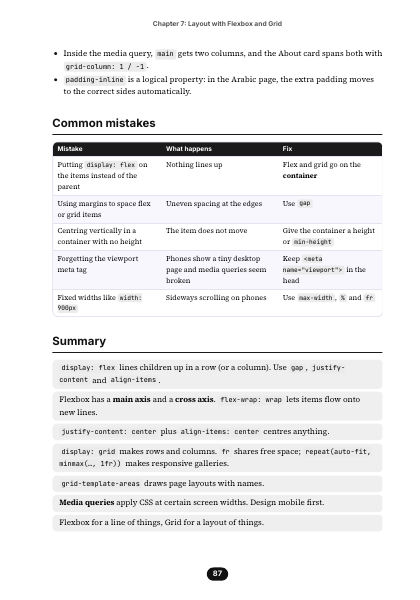 Chapter 7: Layout with Flexbox and Grid
• Inside the media query, main gets two columns, and the About card spans both with
grid-column: 1 / -1.
• padding-inline is a logical property: in the Arabic page, the extra padding moves
to the correct sides automatically.
Common mistakes
Mistake What happens Fix
Putting display: flex on
the items instead of the
parent
Nothing lines up
Flex and grid go on the
container
Using margins to space flex
or grid items
Uneven spacing at the edges
Use gap
Centring vertically in a
container with no height
The item does not move
Give the container a height
or min-height
Forgetting the viewport
meta tag
Phones show a tiny desktop
page and media queries seem
broken
Keep <meta
name="viewport"> in the
head
Fixed widths like width:
900px
Sideways scrolling on phones
Use max-width, % and fr
Summary
display: flex lines children up in a row (or a column). Use gap, justify-
content and align-items.
Flexbox has a main axis and a cross axis. flex-wrap: wrap lets items flow onto
new lines.
justify-content: center plus align-items: center centres anything.
display: grid makes rows and columns. fr shares free space; repeat(auto-fit,
minmax(…, 1fr)) makes responsive galleries.
grid-template-areas draws page layouts with names.
Media queries apply CSS at certain screen widths. Design mobile first.
Flexbox for a line of things, Grid for a layout of things.
87